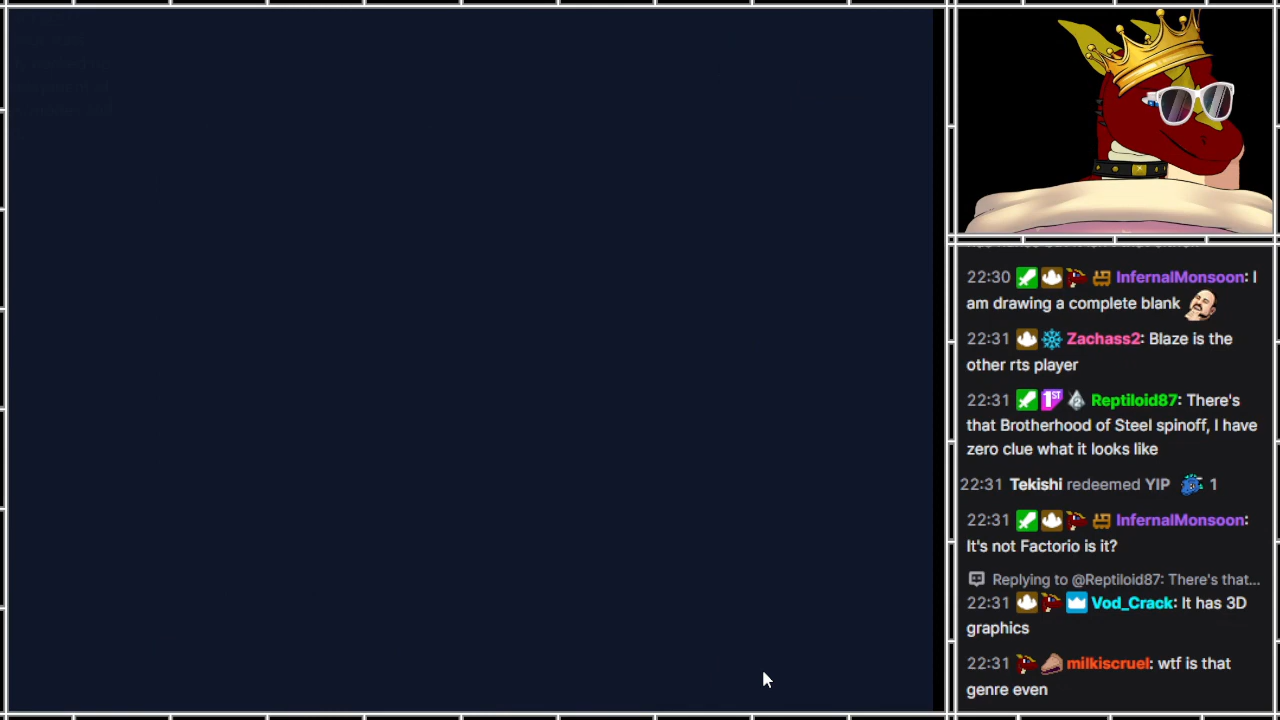 22:30 InfernalMonsoon: I
am drawing a complete blank
22:31 Zachass2: Blaze is the
other rts player
22:31 1ST 2 Reptiloid87: There's
that Brotherhood of Steel spinoff, I have
zero clue what it looks like
22:31 Tekishi redeemed YIP 1
22:31 InfernalMonsoon:
It's not Factorio is it?
Replying to @Reptiloid87: There's that...
22:31 Vod_Crack: It has 3D
graphics
22:31 milkiscruel: wtf is that
genre even